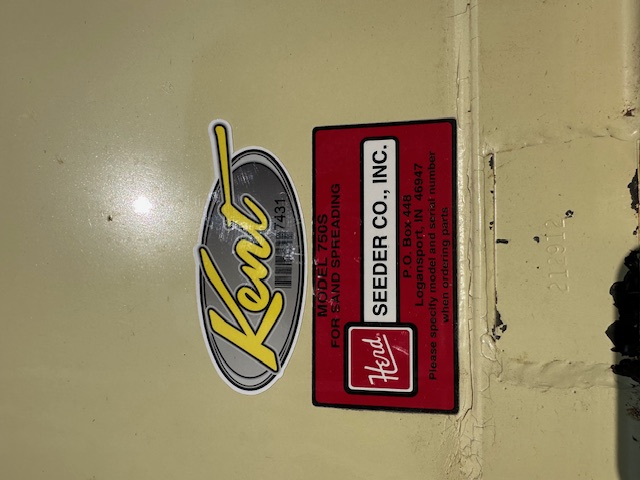 Kent
7431
MODEL 750S
FOR SAND SPREADING
Herd
SEEDER CO., INC.
P.O. Box 448
Logansport, IN 46947
Please specify model and serial number
when ordering parts